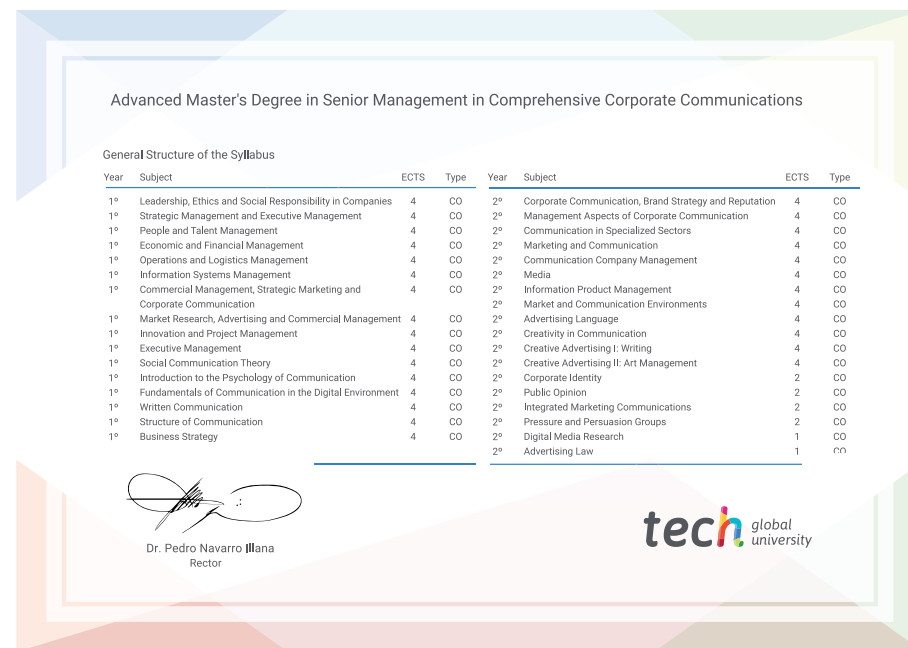 Advanced Master's Degree in Senior Management in Comprehensive Corporate Communications
General Structure of the Syllabus
Year Subject ECTS Type
1º Leadership, Ethics and Social Responsibility in Companies 4 CO
1º Strategic Management and Executive Management 4 CO
1º People and Talent Management 4 CO
1º Economic and Financial Management 4 CO
1º Operations and Logistics Management 4 CO
1º Information Systems Management 4 CO
1º Commercial Management, Strategic Marketing and 4 CO
Corporate Communication
1º Market Research, Advertising and Commercial Management 4 CO
1º Innovation and Project Management 4 CO
1º Executive Management 4 CO
1º Social Communication Theory 4 CO
1º Introduction to the Psychology of Communication 4 CO
1º Fundamentals of Communication in the Digital Environment 4 CO
1º Written Communication 4 CO
1º Structure of Communication 4 CO
1º Business Strategy 4 CO
Year Subject ECTS Type
2º Corporate Communication, Brand Strategy and Reputation 4 CO
2º Management Aspects of Corporate Communication 4 CO
2º Communication in Specialized Sectors 4 CO
2º Marketing and Communication 4 CO
2º Communication Company Management 4 CO
2º Media 4 CO
2º Information Product Management 4 CO
2º Market and Communication Environments 4 CO
2º Advertising Language 4 CO
2º Creativity in Communication 4 CO
2º Creative Advertising I: Writing 4 CO
2º Creative Advertising II: Art Management 4 CO
2º Corporate Identity 2 CO
2º Public Opinion 2 CO
2º Integrated Marketing Communications 2 CO
2º Pressure and Persuasion Groups 2 CO
2º Digital Media Research 1 CO
2º Advertising Law 1 CO
Dr. Pedro Navarro Illana
Rector
tech global
university